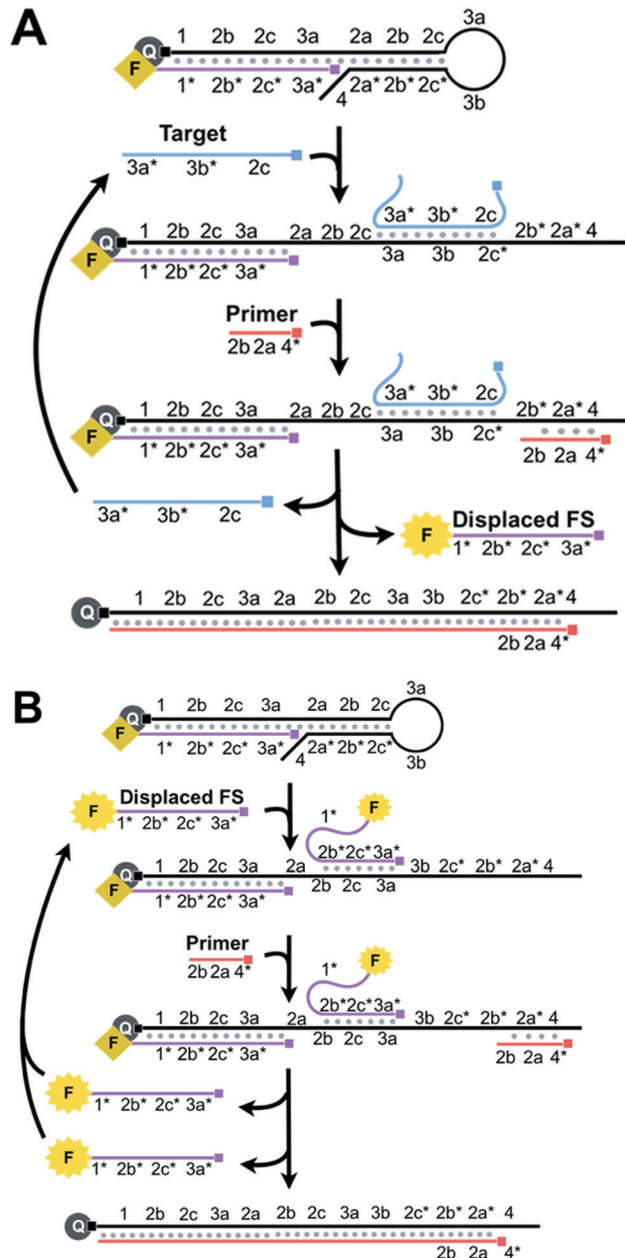 A
3a
1 2b 2c 3a 2a 2b 2c
Q
F
1* 2b* 2c* 3a* 2a* 2b* 2c*
4
3b
Target
3a* 3b* 2c
3a* 3b* 2c
1 2b 2c 3a 2a 2b 2c 2b* 2a* 4
Q
3a 3b 2c*
F
1* 2b* 2c* 3a*
Primer
2b 2a 4*
3a* 3b* 2c
1 2b 2c 3a 2a 2b 2c 2b* 2a* 4
Q
3a 3b 2c*
F
1* 2b* 2c* 3a*
2b 2a 4*
3a* 3b* 2c
F Displaced FS
1* 2b* 2c* 3a*
1 2b 2c 3a 2a 2b 2c 3a 3b 2c* 2b* 2a* 4
Q
2b 2a 4*
B
3a
1 2b 2c 3a 2a 2b 2c
Q
F
1* 2b* 2c* 3a* 2a* 2b* 2c*
4
3b
F Displaced FS
1* 2b* 2c* 3a*
1* F
2b* 2c* 3a*
1 2b 2c 3a 2a 3b 2c* 2b* 2a* 4
Q
2b 2c 3a
F
1* 2b* 2c* 3a*
Primer
2b 2a 4*
1* F
2b* 2c* 3a*
1 2b 2c 3a 2a 3b 2c* 2b* 2a* 4
Q
2b 2c 3a
F
1* 2b* 2c* 3a*
2b 2a 4*
F
1* 2b* 2c* 3a*
F
1* 2b* 2c* 3a*
1 2b 2c 3a 2a 2b 2c 3a 3b 2c* 2b* 2a* 4
Q
2b 2a 4*